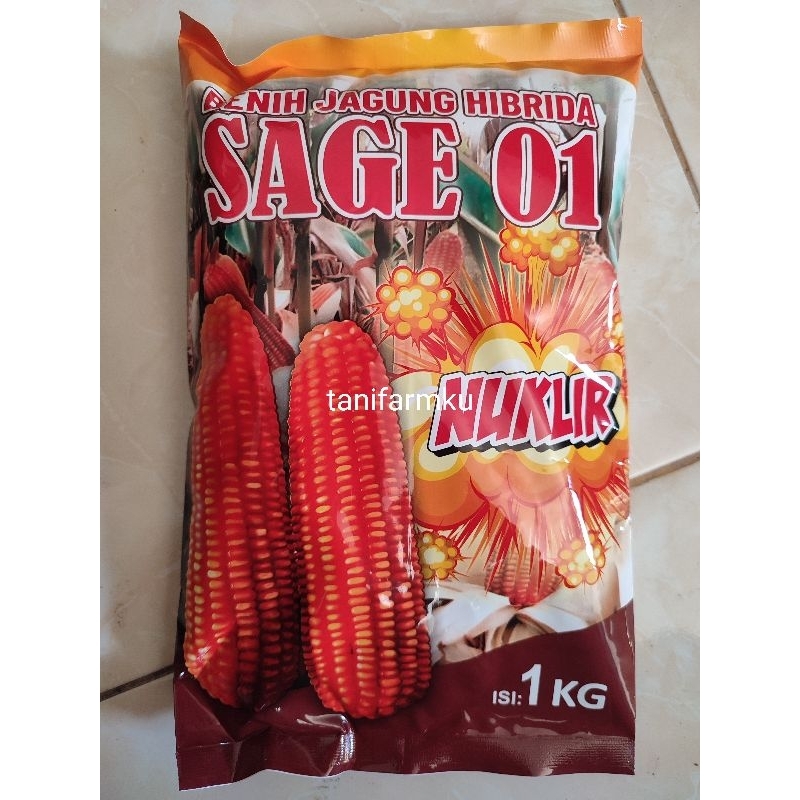 BENIH JAGUNG HIBRIDA
SAGE 01
NUKLIR
tanifarmku
ISI: 1 KG